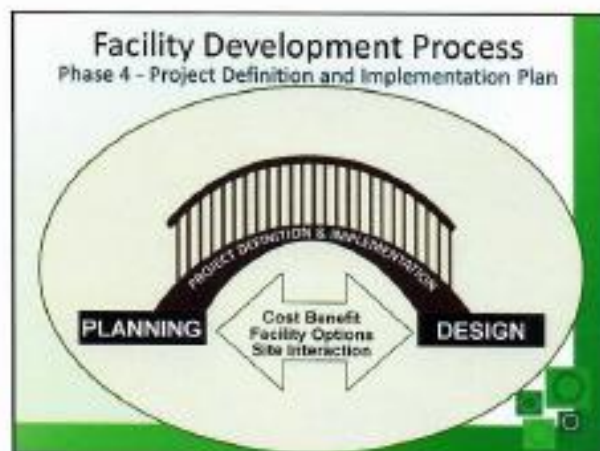 Facility Development Process
Phase 4 - Project Definition and Implementation Plan
PROJECT DEFINITION & IMPLEMENTATION
PLANNING
Cost Benefit
Facility Options
Site Interaction
DESIGN